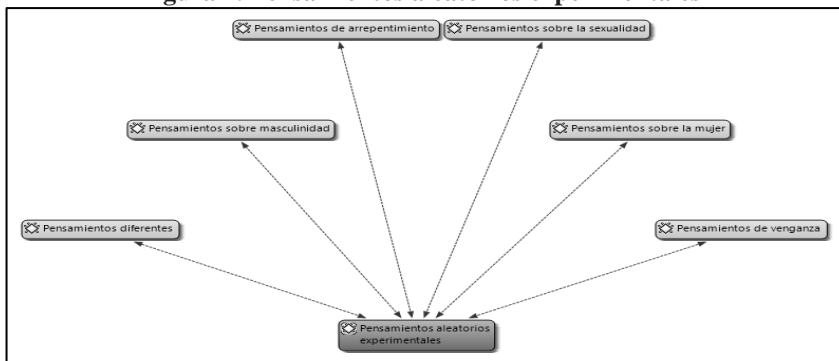 Pensamientos de arrepentimiento
Pensamientos sobre la sexualidad
Pensamientos sobre masculinidad
Pensamientos sobre la mujer
Pensamientos diferentes
Pensamientos de venganza
Pensamientos aleatorios
experimentales